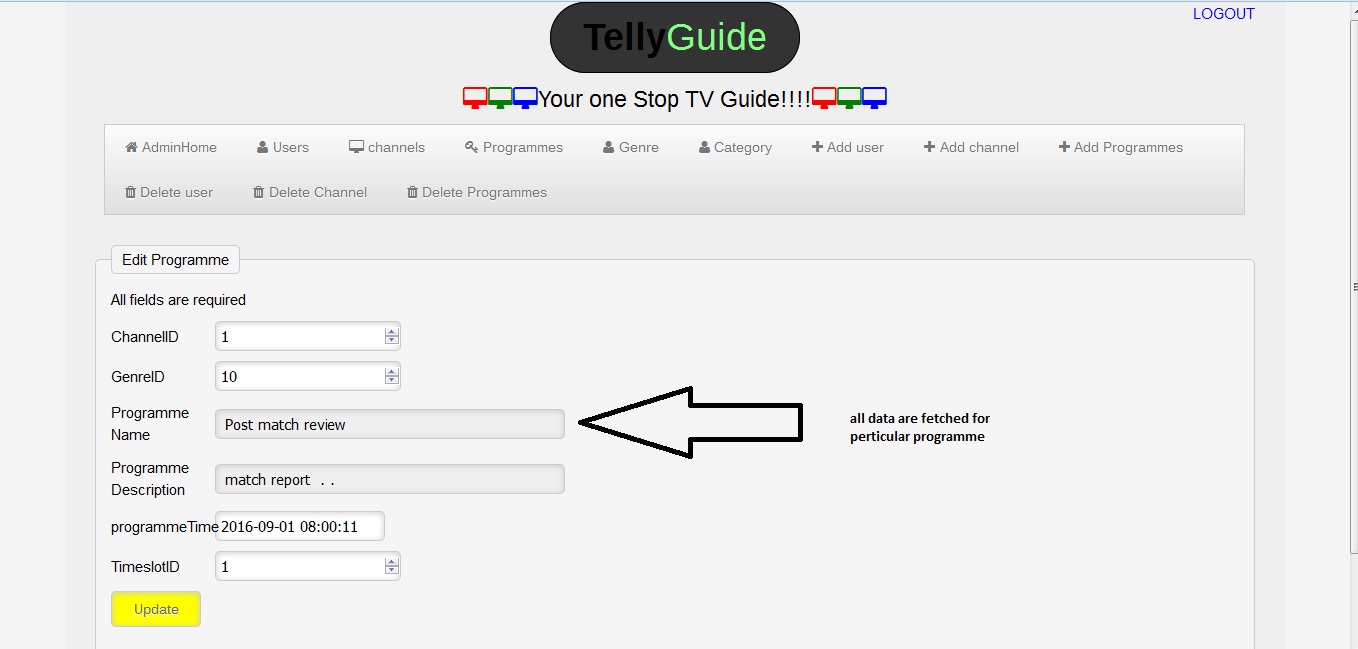 LOGOUT
TellyGuide
Your one Stop TV Guide!!!!
AdminHome Users channels Programmes Genre Category Add user Add channel Add Programmes
Delete user Delete Channel Delete Programmes
Edit Programme
All fields are required
ChannelID 1
GenreID 10
Programme
Name
Post match review
all data are fetched for
perticular programme
Programme
Description
match report . .
programmeTime 2016-09-01 08:00:11
TimeslotID 1
Update